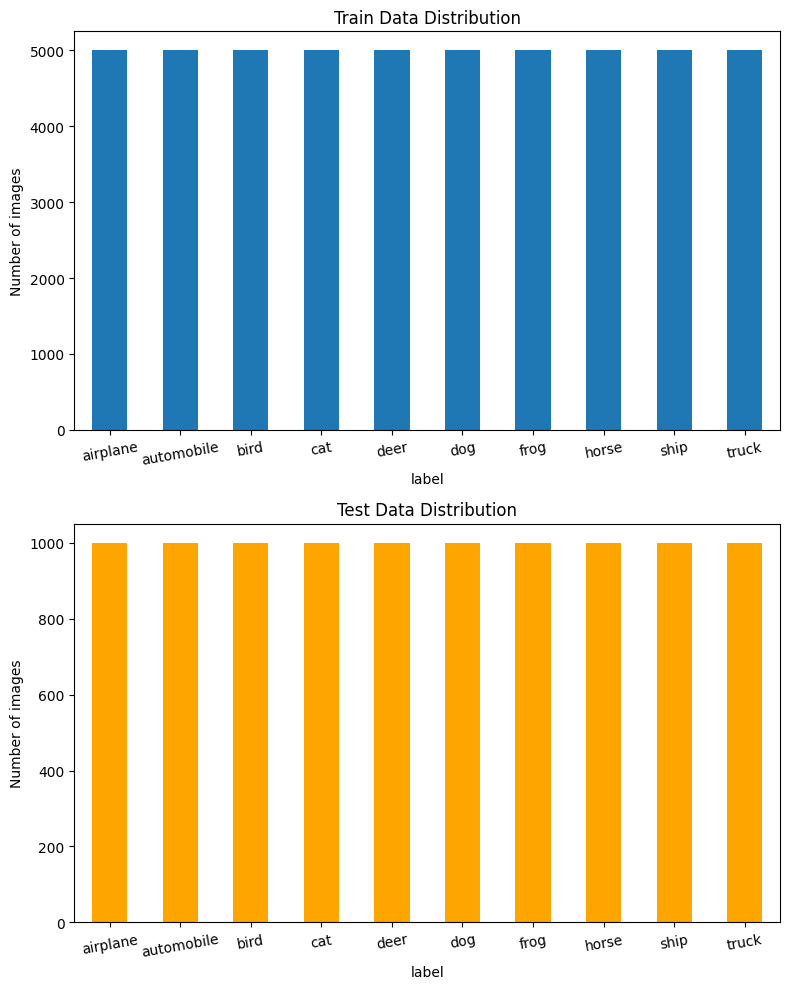 Train Data Distribution
5000
4000
3000
2000
1000
0
Number of images
airplane automobile bird cat deer dog frog horse ship truck
label
Test Data Distribution
1000
800
600
400
200
0
Number of images
airplane automobile bird cat deer dog frog horse ship truck
label